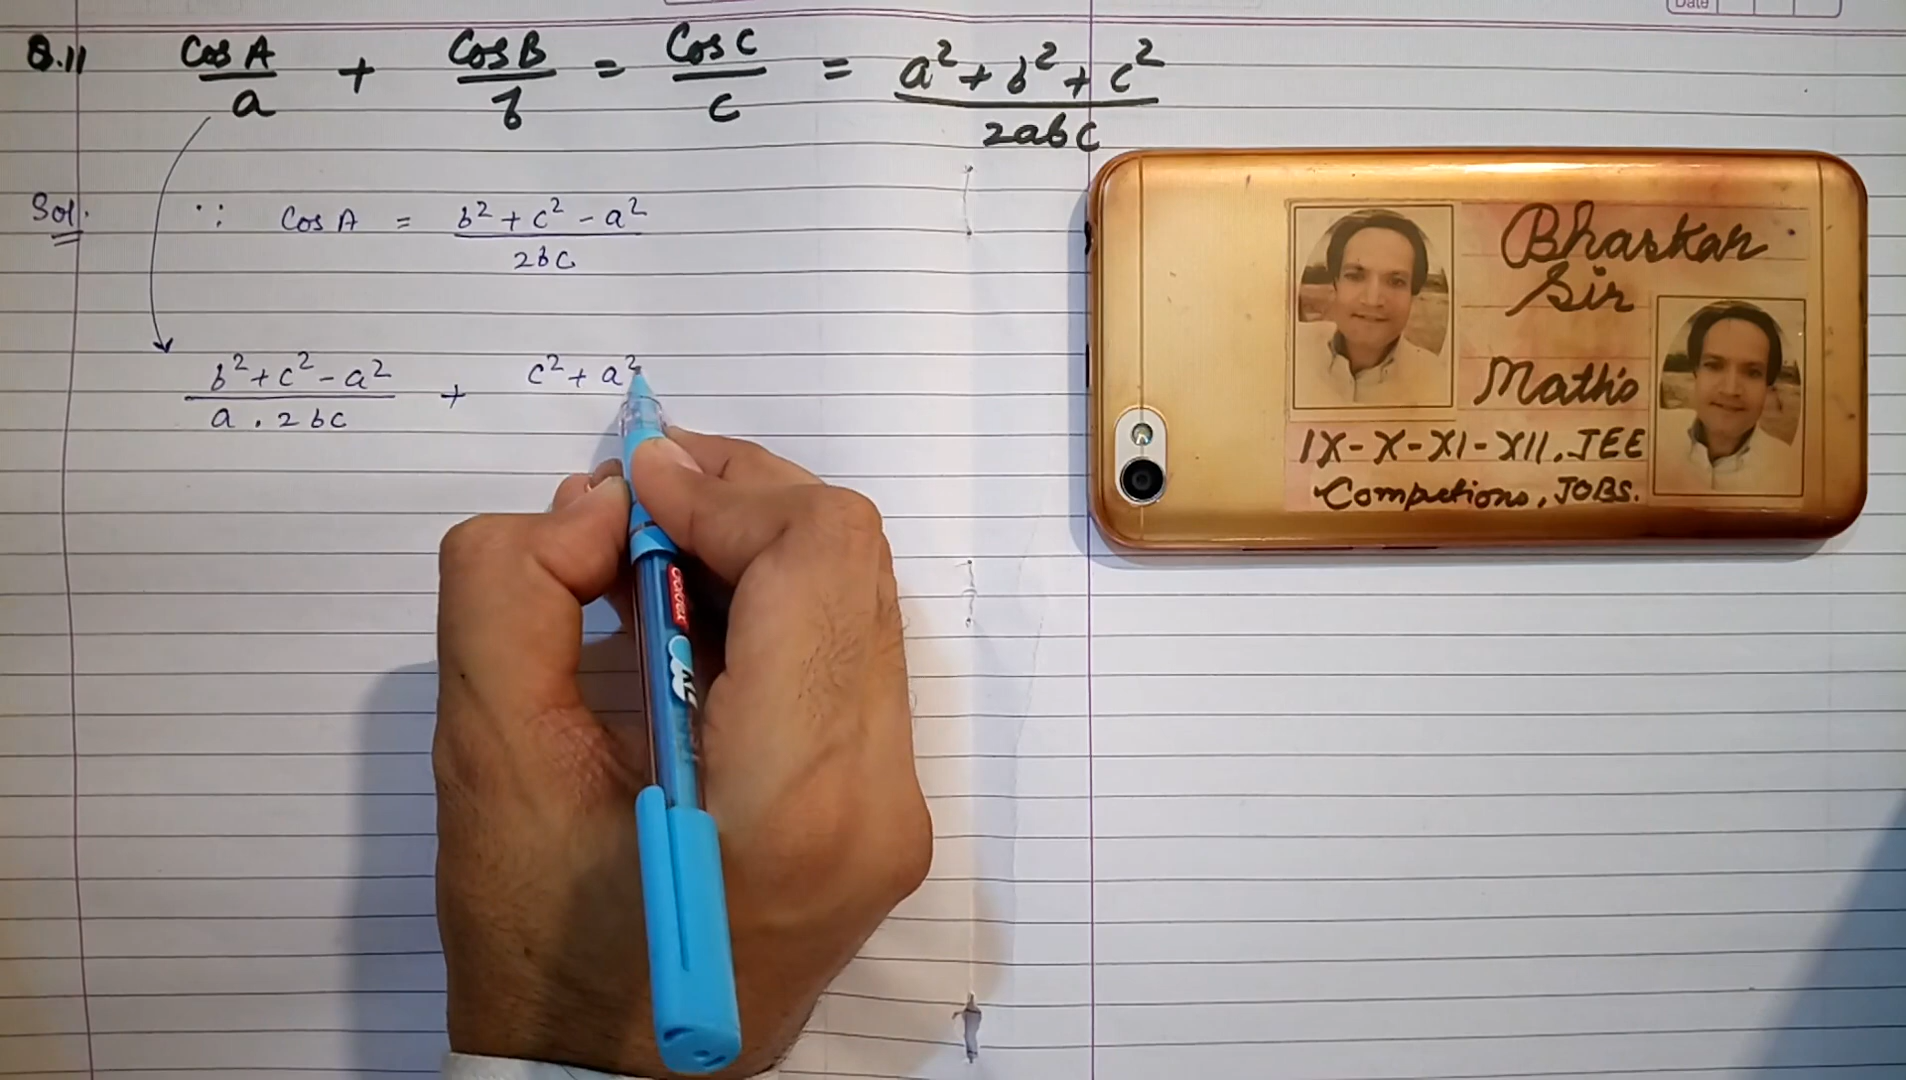 Date
Q.11 Cos A / a + Cos B / b = Cos C / c = a² + b² + c² / 2abc
Sol. ∵ Cos A = b² + c² - a² / 2bc
b² + c² - a² / a . 2bc + c² + a²
Bhaskar
Sir
Maths
IX-X-XI-XII. JEE
Competions, JOBS.